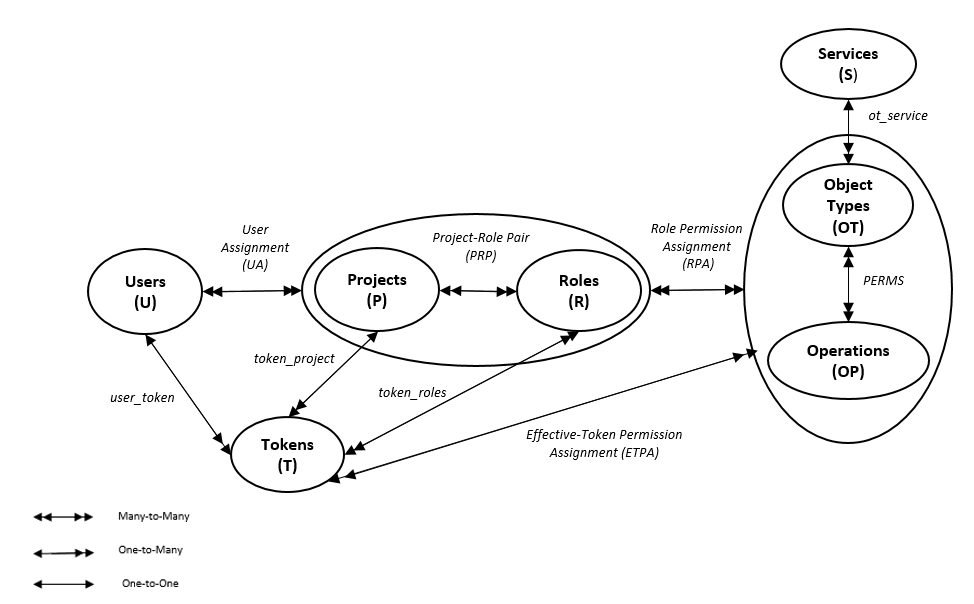 Services
(S)
ot_service
Object
Types
(OT)
User
Assignment
(UA)
Project-Role Pair
(PRP)
Role Permission
Assignment
(RPA)
Users
(U)
Projects
(P)
Roles
(R)
PERMS
Operations
(OP)
token_project
token_roles
user_token
Tokens
(T)
Effective-Token Permission
Assignment (ETPA)
Many-to-Many
One-to-Many
One-to-One